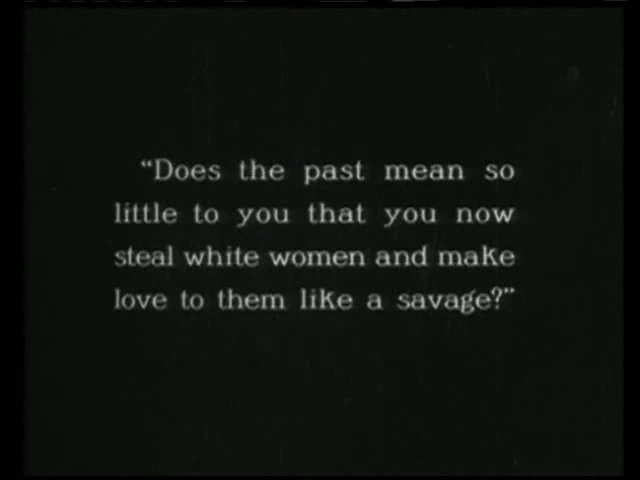 “Does the past mean so
little to you that you now
steal white women and make
love to them like a savage?”